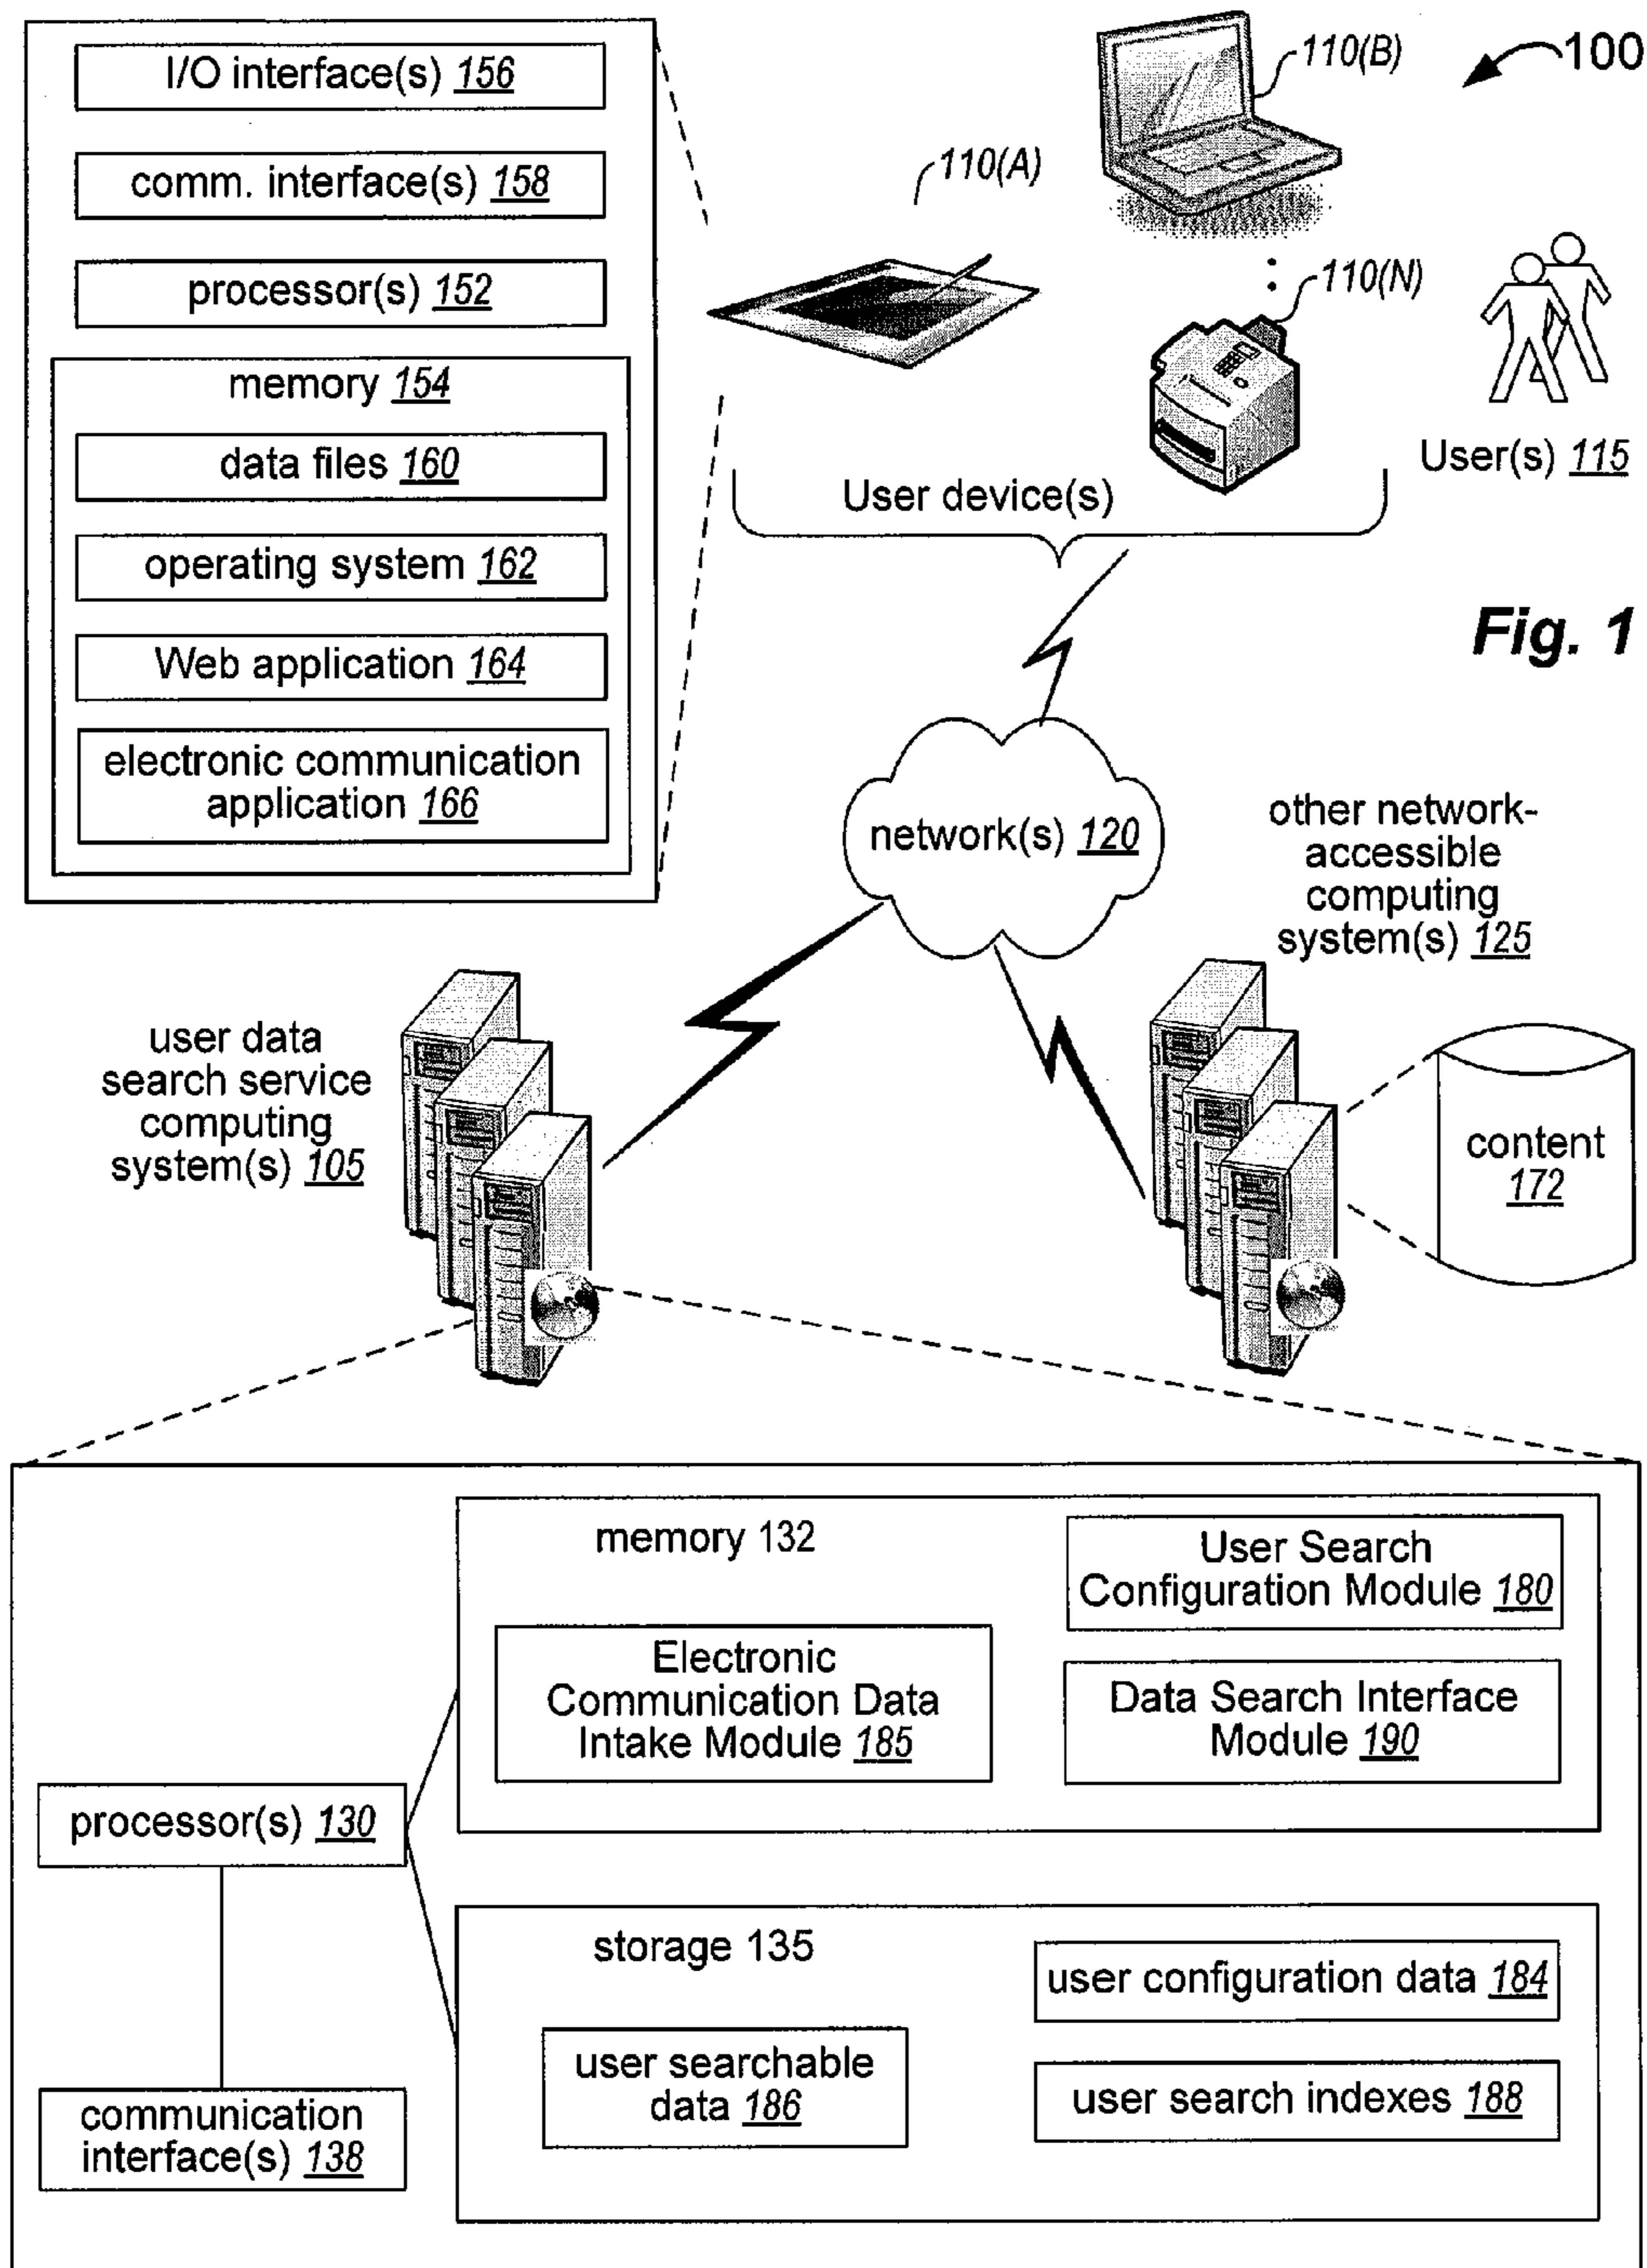 I/O interface(s) 156
comm. interface(s) 158
processor(s) 152
memory 154
data files 160
operating system 162
Web application 164
electronic communication
application 166
110(B)
100
110(A)
110(N)
User device(s)
User(s) 115
Fig. 1
network(s) 120
other network-
accessible
computing
system(s) 125
user data
search service
computing
system(s) 105
content
172
memory 132
User Search
Configuration Module 180
Electronic
Communication Data
Intake Module 185
Data Search Interface
Module 190
processor(s) 130
storage 135
user configuration data 184
user searchable
data 186
user search indexes 188
communication
interface(s) 138